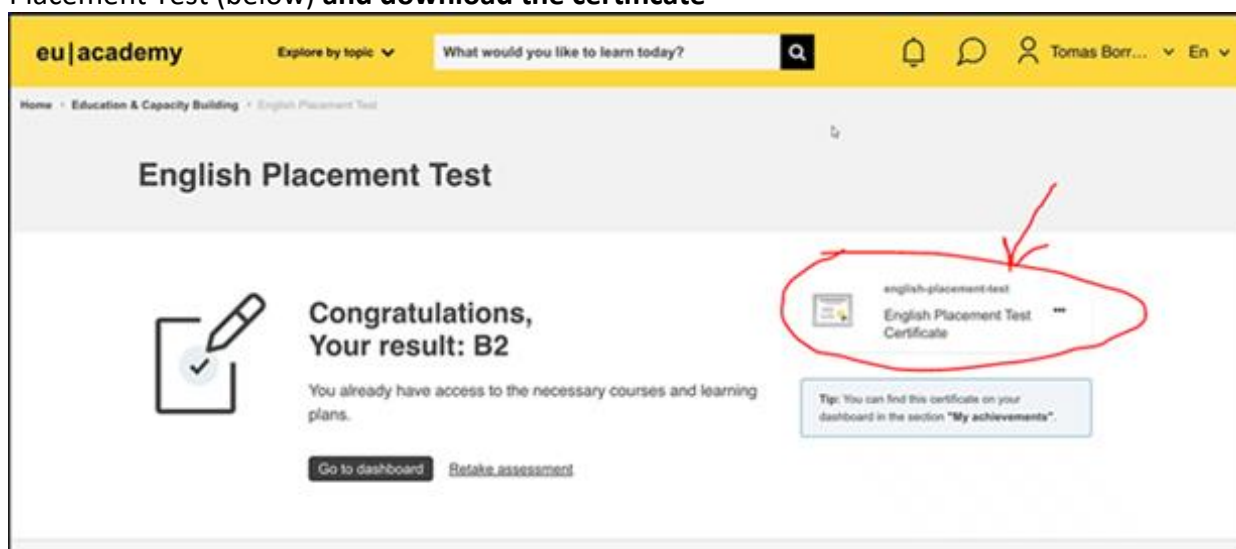 Placement Test (below) and download the certificate
eu|academy
Explore by topic
What would you like to learn today?
Tomas Borr...
En
Home
Education & Capacity Building
English Placement Test
English Placement Test
Congratulations,
Your result: B2
You already have access to the necessary courses and learning
plans.
Go to dashboard
Retake assessment
english-placement-test
English Placement Test
Certificate
Tip: You can find this certificate on your
dashboard in the section "My achievements".